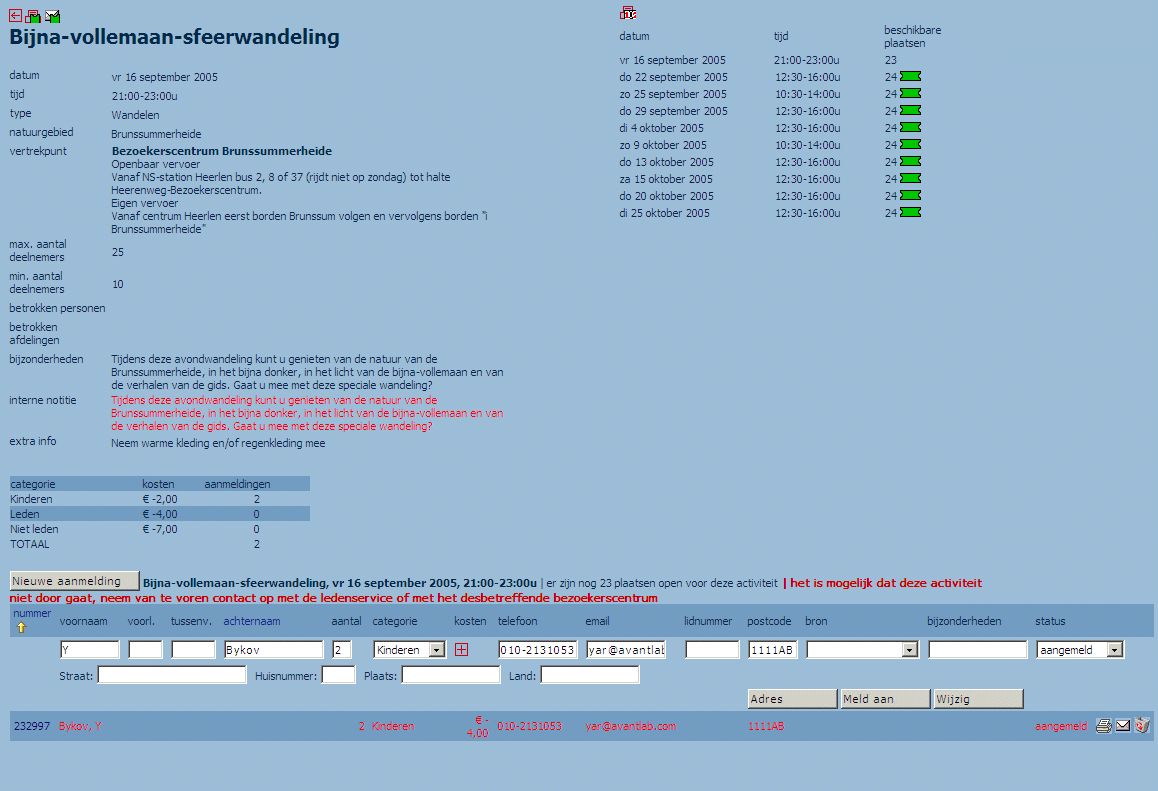 Bijna-vollemaan-sfeerwandeling
datum vr 16 september 2005
tijd 21:00-23:00u
type Wandelen
natuurgebied Brunssummerheide
vertrekpunt Bezoekerscentrum Brunssummerheide
Openbaar vervoer
Vanaf NS-station Heerlen bus 2, 8 of 37 (rijdt niet op zondag) tot halte
Heerenweg-Bezoekerscentrum.
Eigen vervoer
Vanaf centrum Heerlen eerst borden Brunssum volgen en vervolgens borden "i
Brunssummerheide"
max. aantal
deelnemers 25
min. aantal
deelnemers 10
betrokken personen
betrokken
afdelingen
bijzonderheden Tijdens deze avondwandeling kunt u genieten van de natuur van de
Brunssummerheide, in het bijna donker, in het licht van de bijna-vollemaan en van
de verhalen van de gids. Gaat u mee met deze speciale wandeling?
interne notitie Tijdens deze avondwandeling kunt u genieten van de natuur van de
Brunssummerheide, in het bijna donker, in het licht van de bijna-vollemaan en van
de verhalen van de gids. Gaat u mee met deze speciale wandeling?
extra info Neem warme kleding en/of regenkleding mee
datum tijd beschikbare
plaatsen
vr 16 september 2005 21:00-23:00u 23
do 22 september 2005 12:30-16:00u 24
zo 25 september 2005 10:30-14:00u 24
do 29 september 2005 12:30-16:00u 24
di 4 oktober 2005 12:30-16:00u 24
zo 9 oktober 2005 10:30-14:00u 24
do 13 oktober 2005 12:30-16:00u 24
za 15 oktober 2005 12:30-16:00u 24
do 20 oktober 2005 12:30-16:00u 24
di 25 oktober 2005 12:30-16:00u 24
categorie kosten aanmeldingen
Kinderen € -2,00 2
Leden € -4,00 0
Niet leden € -7,00 0
TOTAAL 2
Nieuwe aanmelding Bijna-vollemaan-sfeerwandeling, vr 16 september 2005, 21:00-23:00u | er zijn nog 23 plaatsen open voor deze activiteit | het is mogelijk dat deze activiteit
niet door gaat, neem van te voren contact op met de ledenservice of met het desbetreffende bezoekerscentrum
nummer voornaam voorl. tussenv. achternaam aantal categorie kosten telefoon email lidnummer postcode bron bijzonderheden status
Y Bykov 2 Kinderen 010-2131053 yar@avantlab 1111AB aangemeld
Straat: Huisnummer: Plaats: Land:
Adres Meld aan Wijzig
232997 Bykov, Y 2 Kinderen € -
4,00 010-2131053 yar@avantlab.com 1111AB aangemeld